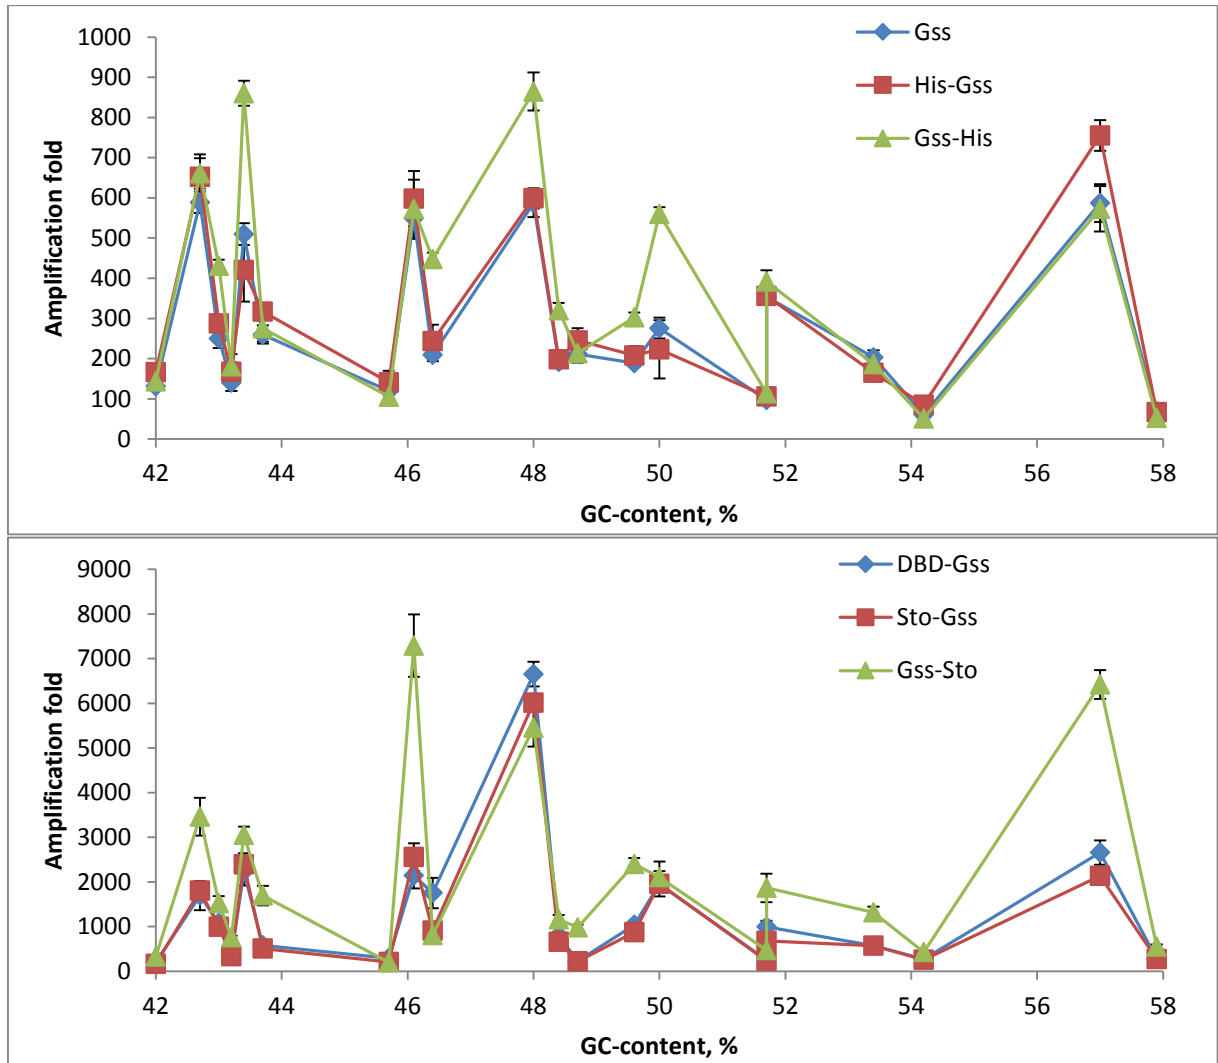 1000
900
800
700
600
500
400
300
200
100
0
Amplification fold
Gss
His-Gss
Gss-His
42 44 46 48 50 52 54 56 58
GC-content, %
9000
8000
7000
6000
5000
4000
3000
2000
1000
0
Amplification fold
DBD-Gss
Sto-Gss
Gss-Sto
42 44 46 48 50 52 54 56 58
GC-content, %